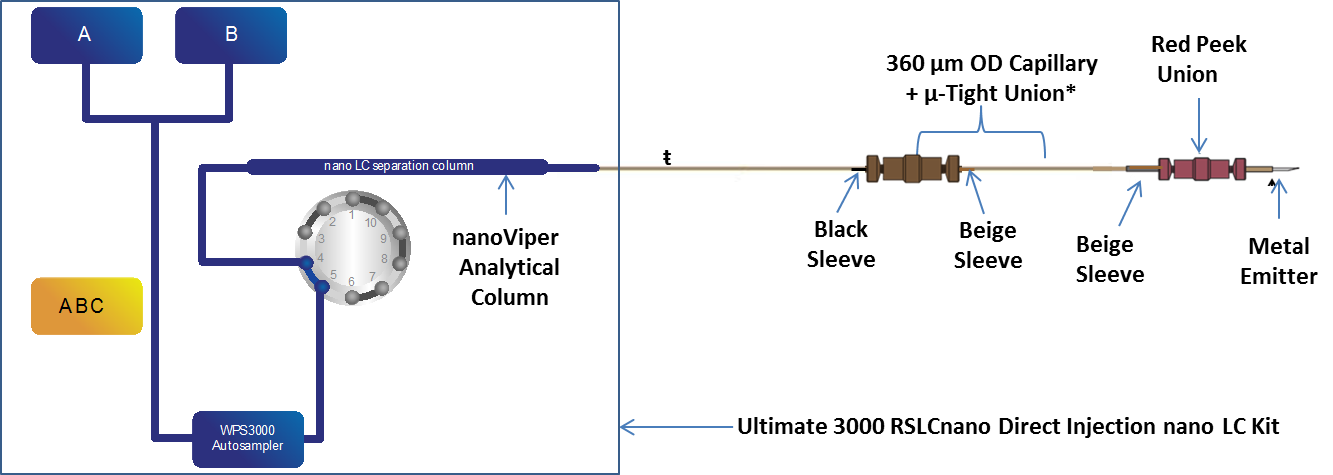 A
B
nano LC separation column
1
2
10
3
9
4
8
5
7
6
nanoViper
Analytical
Column
ABC
WPS3000
Autosampler
ŧ
360 µm OD Capillary
+ µ-Tight Union*
Red Peek
Union
Black
Sleeve
Beige
Sleeve
Beige
Sleeve
Metal
Emitter
Ultimate 3000 RSLCnano Direct Injection nano LC Kit